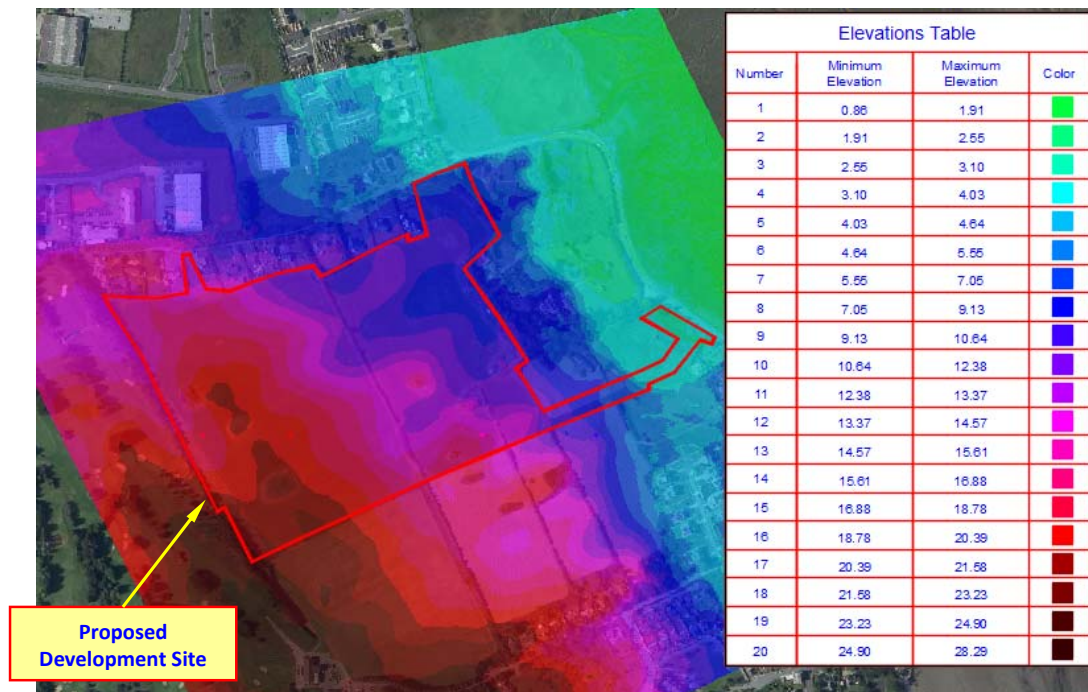 Elevations Table
Number Minimum Elevation Maximum Elevation Color
1 0.86 1.91
2 1.91 2.55
3 2.55 3.10
4 3.10 4.03
5 4.03 4.64
6 4.64 5.55
7 5.55 7.05
8 7.05 9.13
9 9.13 10.64
10 10.64 12.38
11 12.38 13.37
12 13.37 14.57
13 14.57 15.61
14 15.61 16.88
15 16.88 18.78
16 18.78 20.39
17 20.39 21.58
18 21.58 23.23
19 23.23 24.90
20 24.90 28.29
Proposed
Development Site